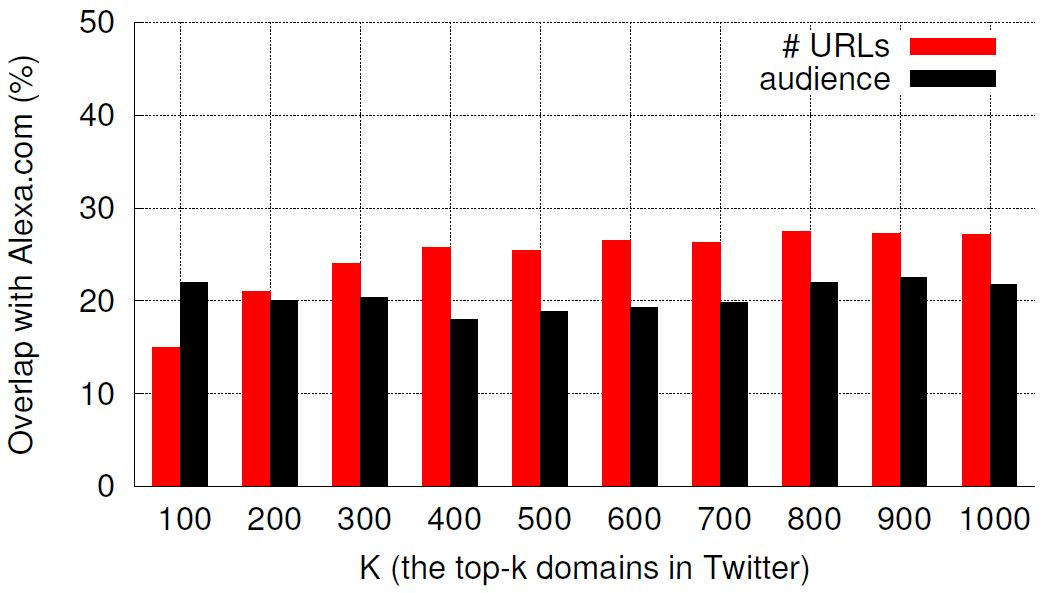 # URLs
audience
Overlap with Alexa.com (%)
50
40
30
20
10
0
100 200 300 400 500 600 700 800 900 1000
K (the top-k domains in Twitter)